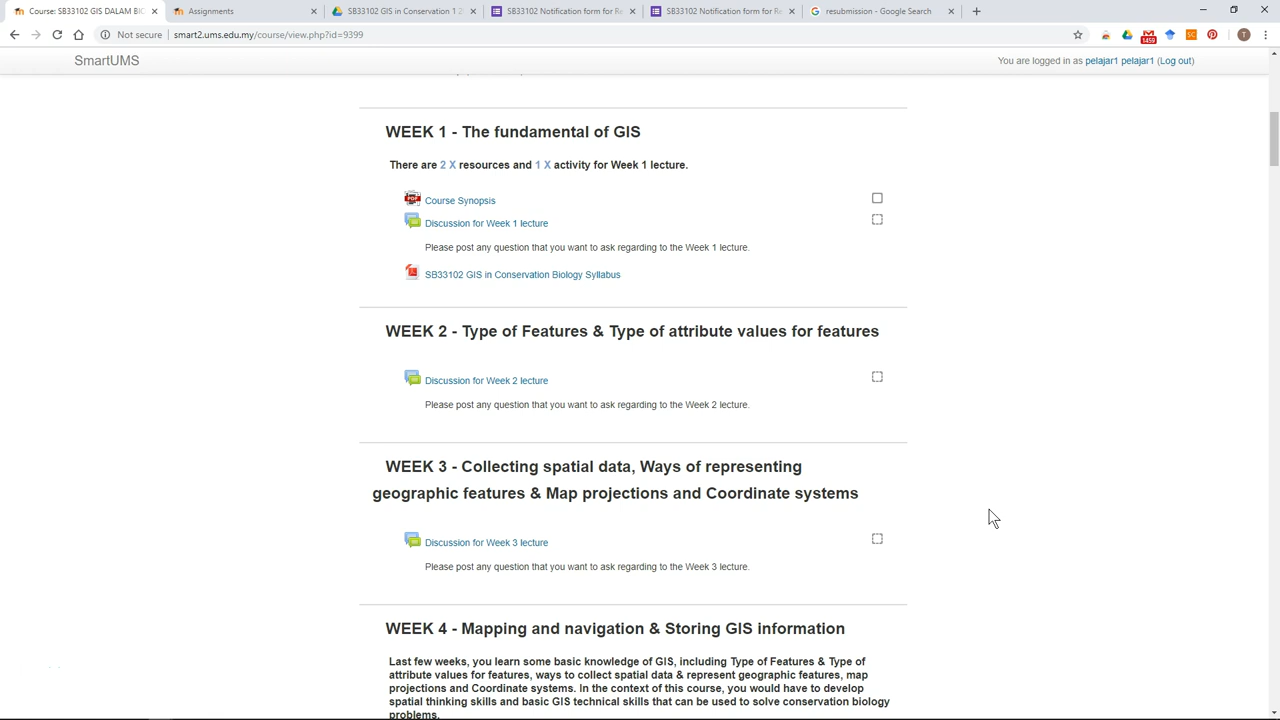 Course: SB33102 GIS DALAM BIO
Assignments
SB33102 GIS in Conservation 1 2
SB33102 Notification form for Re
SB33102 Notification form for Re
resubmission - Google Search
Not secure
smart2.ums.edu.my/course/view.php?id=9399
1459
SC
T
SmartUMS
You are logged in as pelajar1 pelajar1 (Log out)
WEEK 1 - The fundamental of GIS
There are 2 X resources and 1 X activity for Week 1 lecture.
PDF
Course Synopsis
Discussion for Week 1 lecture
Please post any question that you want to ask regarding to the Week 1 lecture.
SB33102 GIS in Conservation Biology Syllabus
WEEK 2 - Type of Features & Type of attribute values for features
Discussion for Week 2 lecture
Please post any question that you want to ask regarding to the Week 2 lecture.
WEEK 3 - Collecting spatial data, Ways of representing
geographic features & Map projections and Coordinate systems
Discussion for Week 3 lecture
Please post any question that you want to ask regarding to the Week 3 lecture.
WEEK 4 - Mapping and navigation & Storing GIS information
Last few weeks, you learn some basic knowledge of GIS, including Type of Features & Type of
attribute values for features, ways to collect spatial data & represent geographic features, map
projections and Coordinate systems. In the context of this course, you would have to develop
spatial thinking skills and basic GIS technical skills that can be used to solve conservation biology
problems.